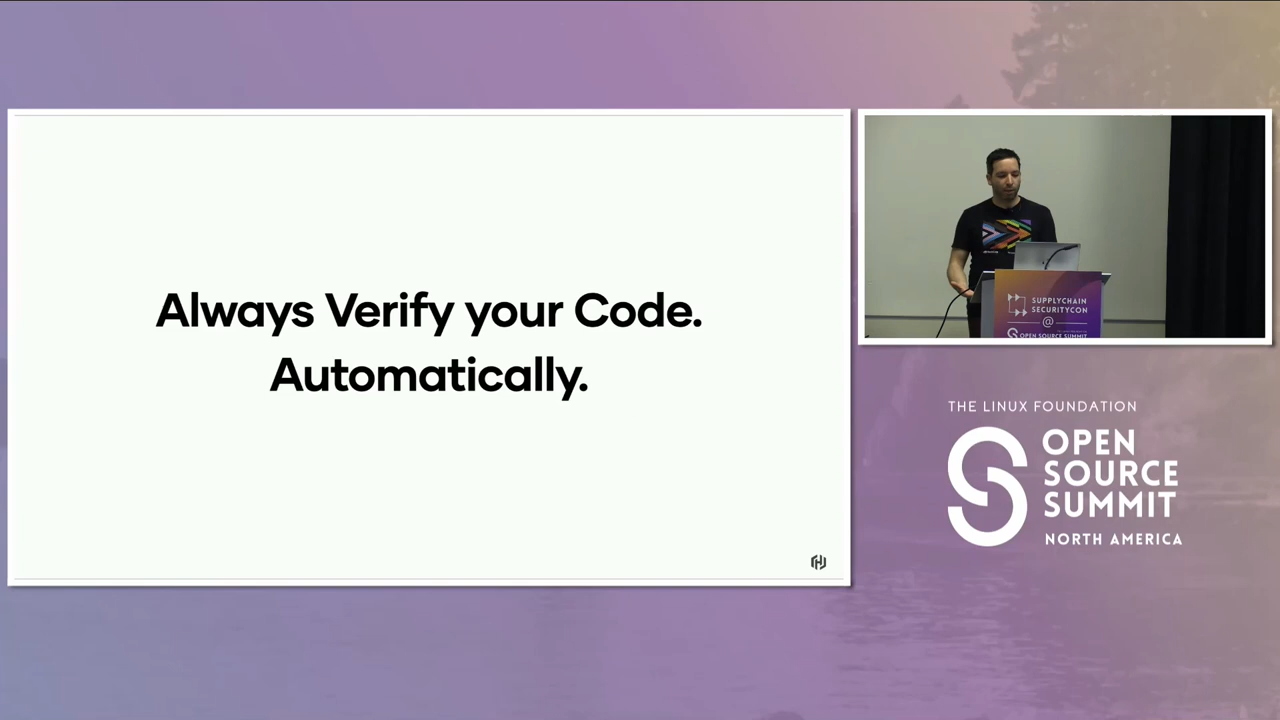 Always Verify your Code.
Automatically.
SUPPLYCHAIN
SECURITYCON
@
OPEN SOURCE SUMMIT
THE LINUX FOUNDATION
OPEN
SOURCE
SUMMIT
NORTH AMERICA